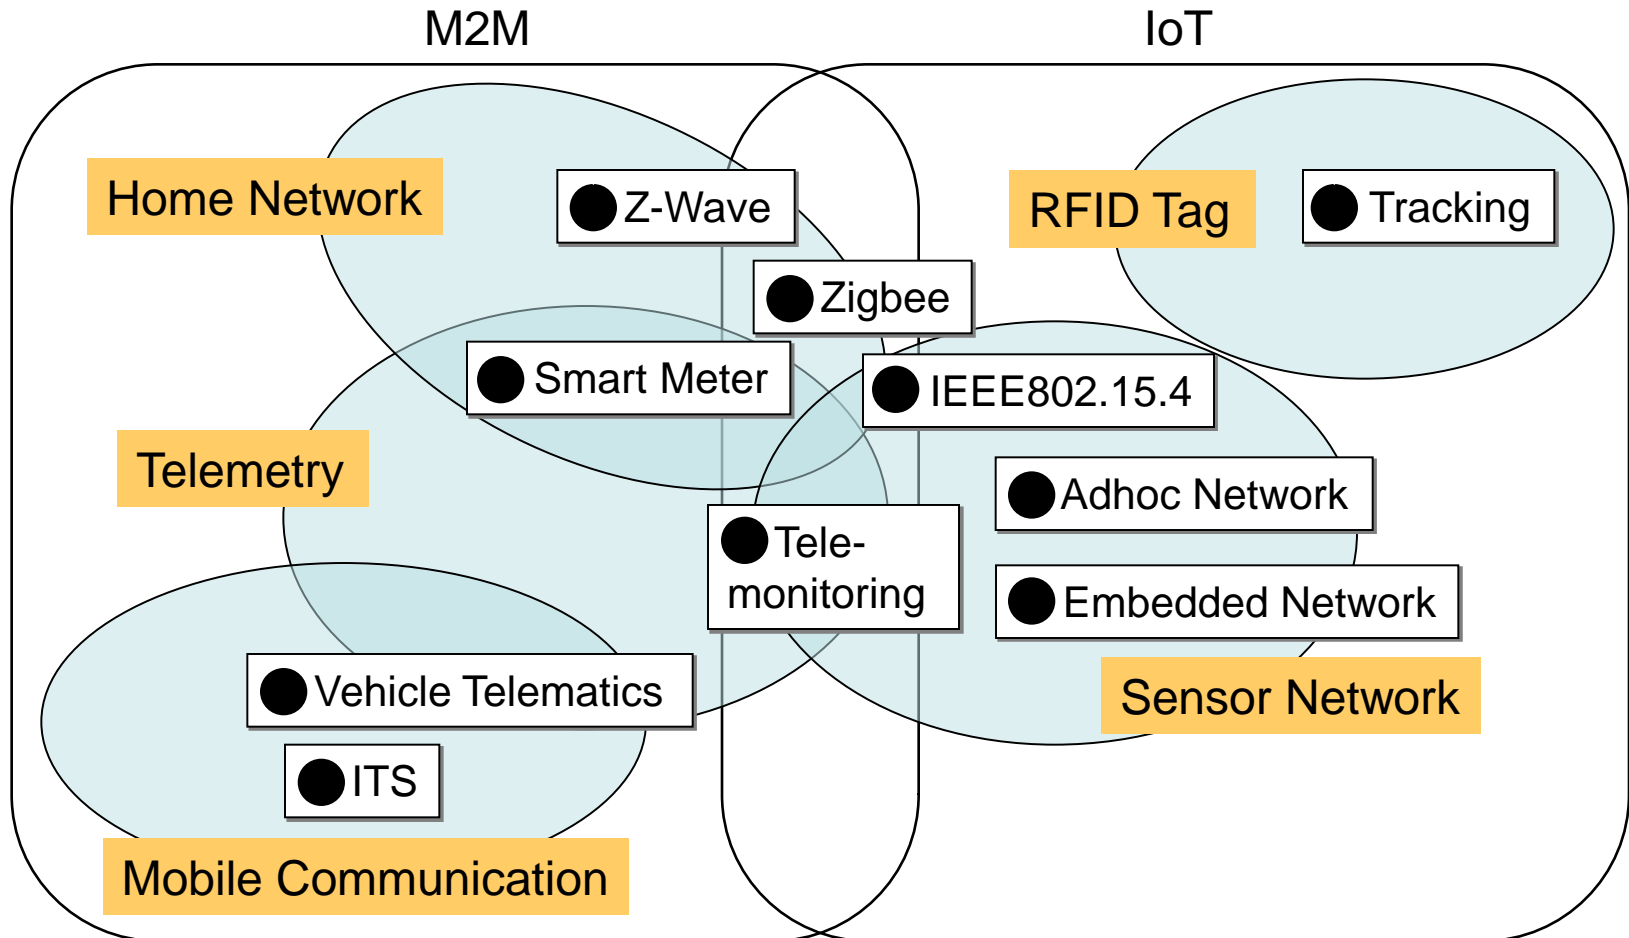 M2M
IoT
Home Network
Z-Wave
RFID Tag
Tracking
Zigbee
Smart Meter
IEEE802.15.4
Telemetry
Adhoc Network
Tele-
monitoring
Embedded Network
Vehicle Telematics
Sensor Network
ITS
Mobile Communication